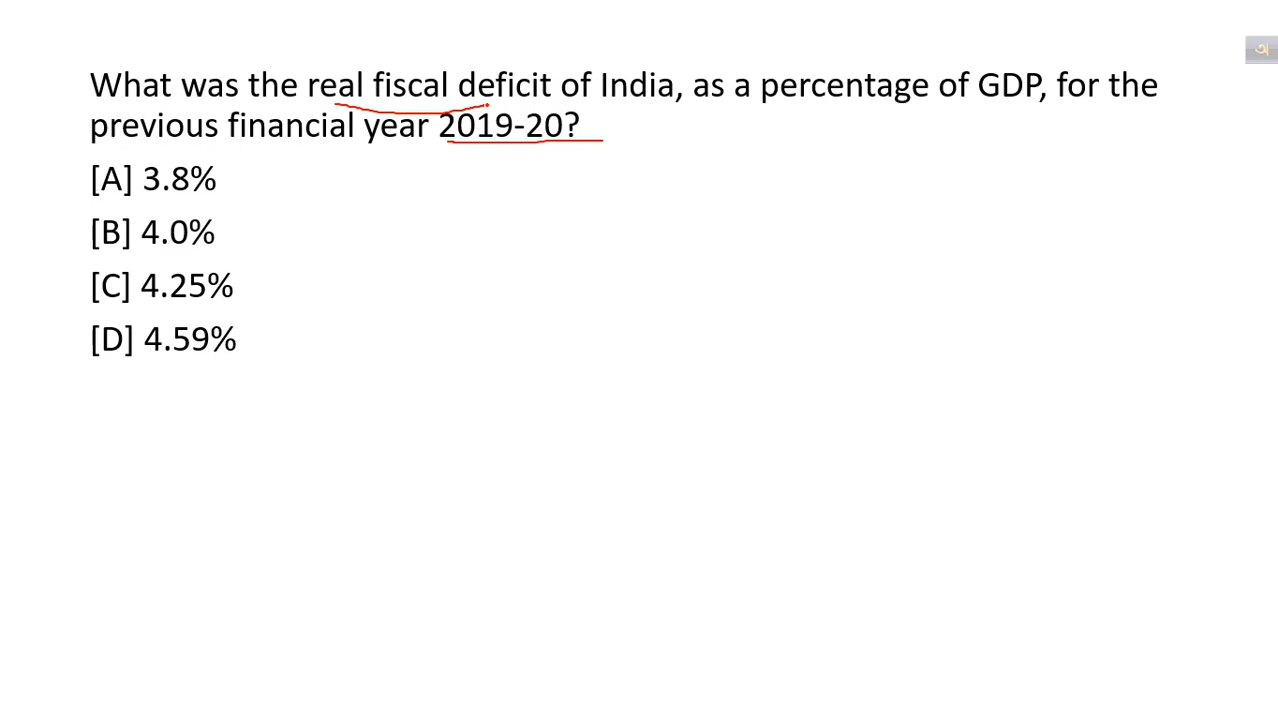 What was the real fiscal deficit of India, as a percentage of GDP, for the
previous financial year 2019-20?
[A] 3.8%
[B] 4.0%
[C] 4.25%
[D] 4.59%